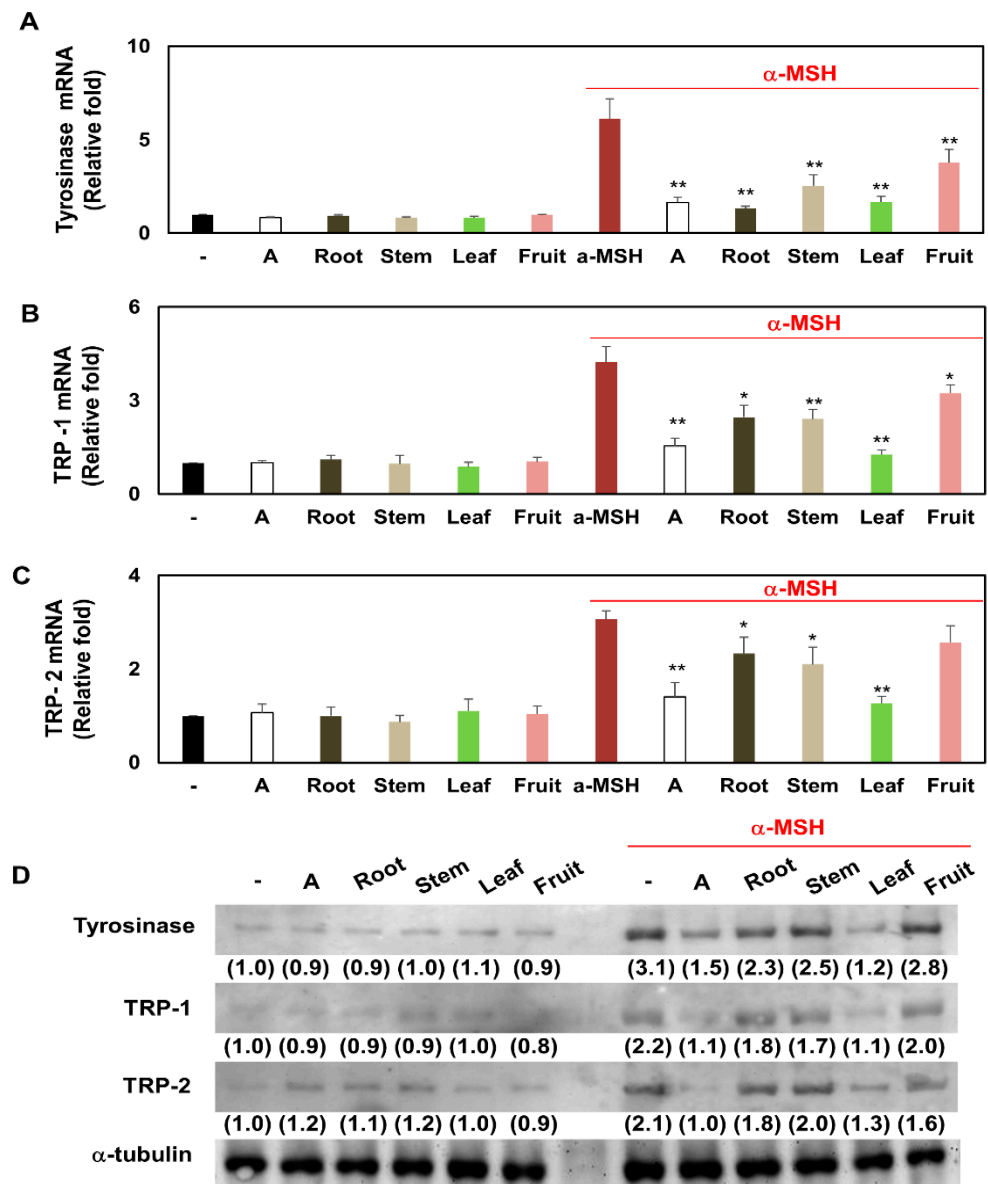 A
Tyrosinase mRNA
(Relative fold)
10
5
0
α-MSH
** ** ** ** **
- A Root Stem Leaf Fruit a-MSH A Root Stem Leaf Fruit
B
TRP -1 mRNA
(Relative fold)
6
3
0
α-MSH
** * ** ** *
- A Root Stem Leaf Fruit a-MSH A Root Stem Leaf Fruit
C
TRP- 2 mRNA
(Relative fold)
4
2
0
α-MSH
** * * **
- A Root Stem Leaf Fruit a-MSH A Root Stem Leaf Fruit
α-MSH
D
- A Root Stem Leaf Fruit - A Root Stem Leaf Fruit
Tyrosinase
(1.0) (0.9) (0.9) (1.0) (1.1) (0.9) (3.1) (1.5) (2.3) (2.5) (1.2) (2.8)
TRP-1
(1.0) (0.9) (0.9) (0.9) (1.0) (0.8) (2.2) (1.1) (1.8) (1.7) (1.1) (2.0)
TRP-2
(1.0) (1.2) (1.1) (1.2) (1.0) (0.9) (2.1) (1.0) (1.8) (2.0) (1.3) (1.6)
α-tubulin